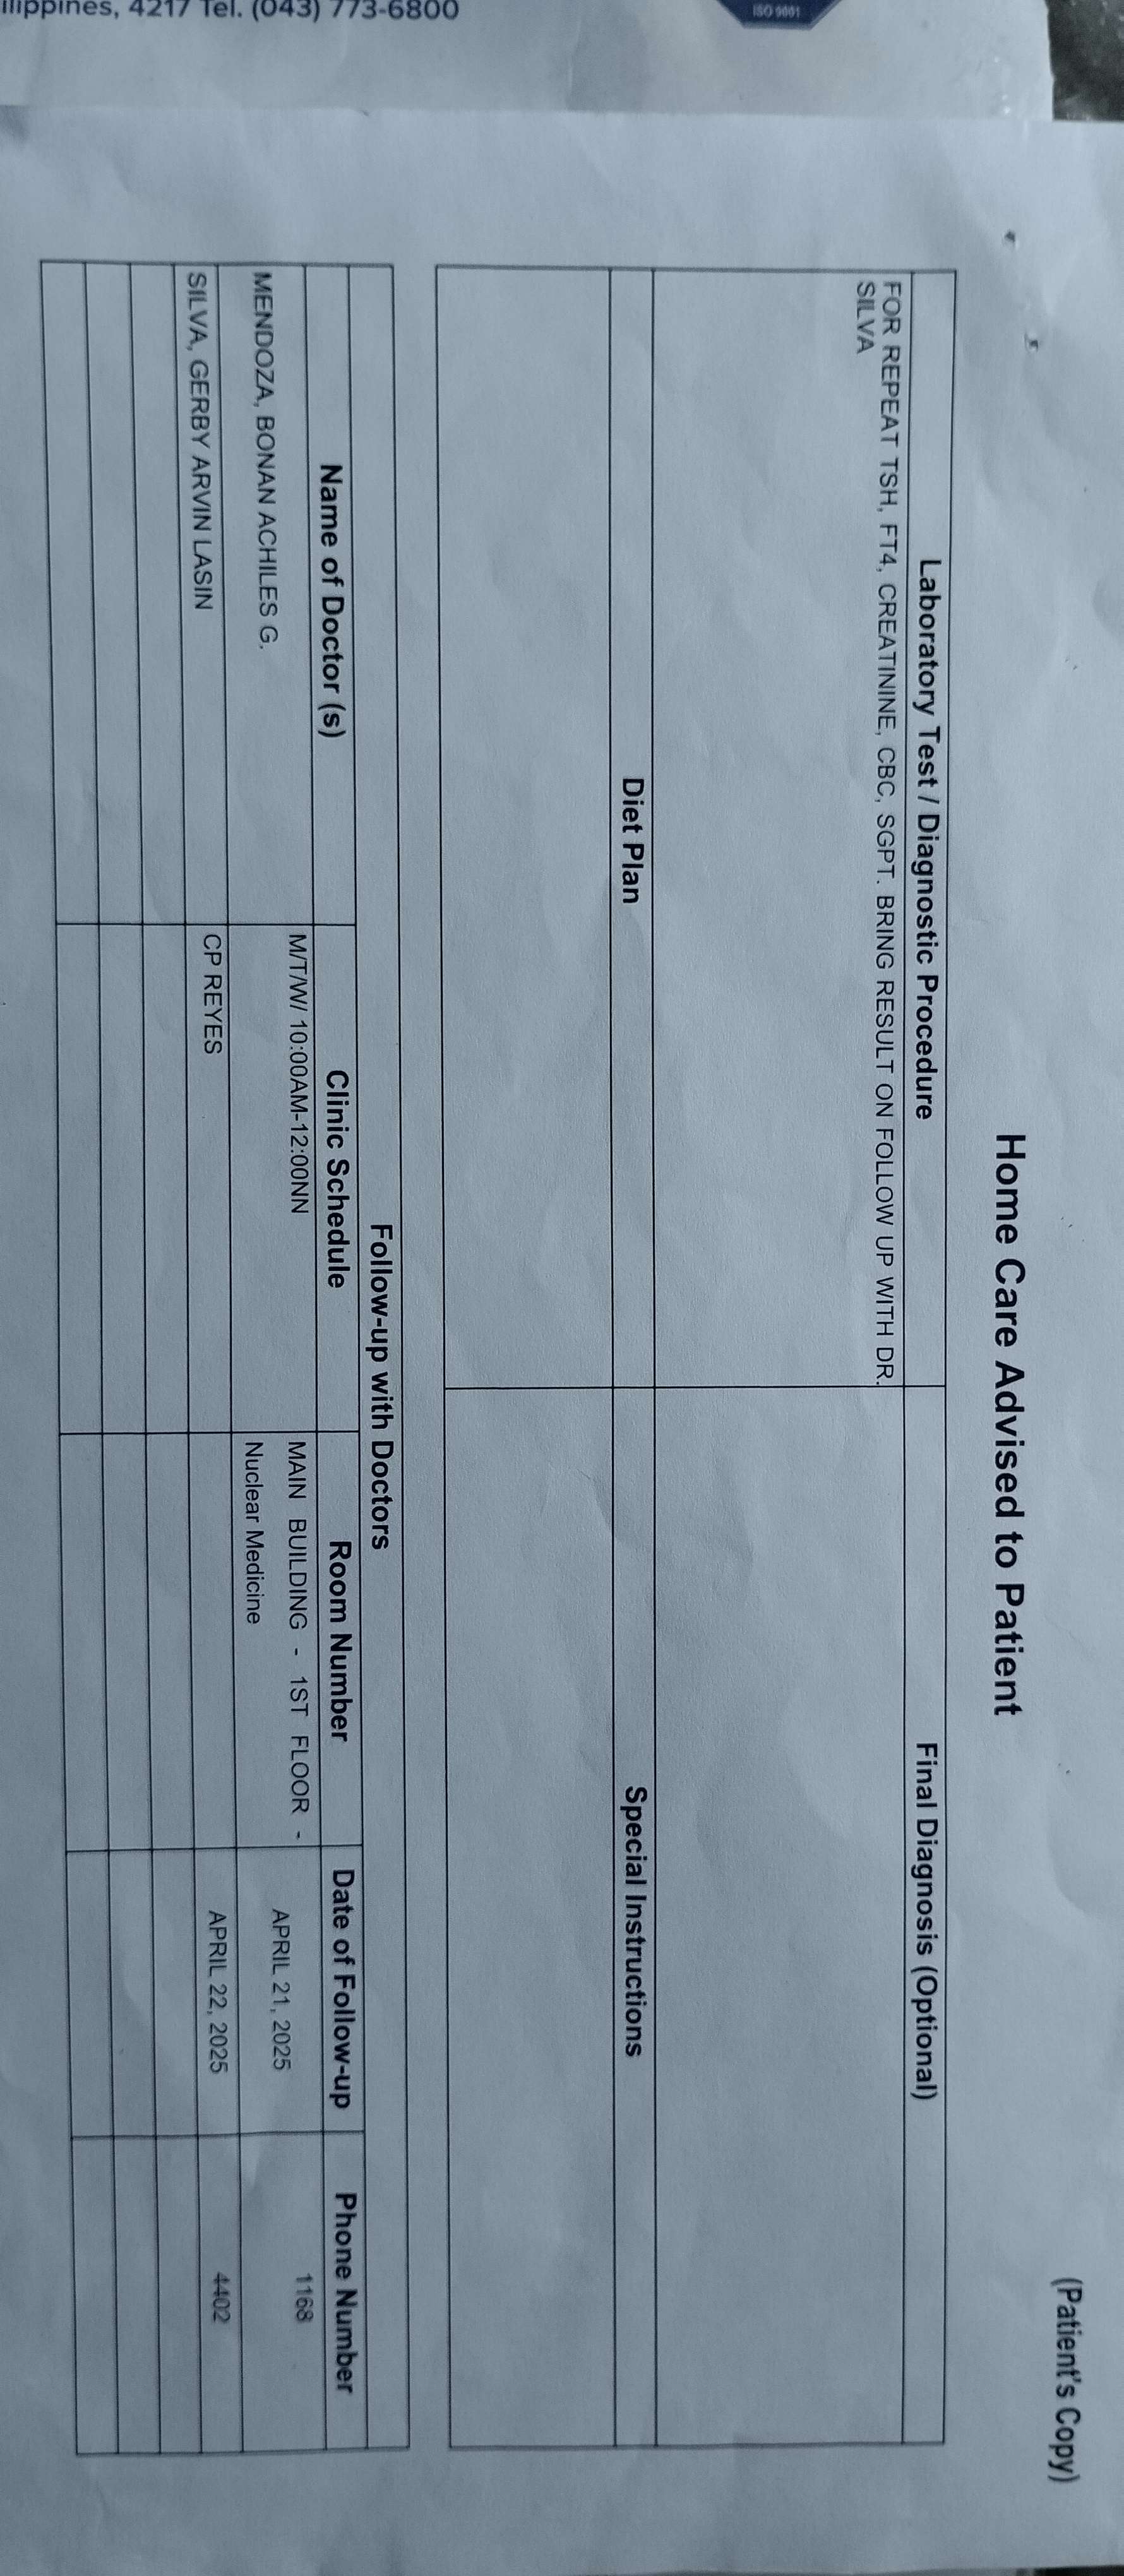 ilippines, 4217 Tel. (043) 773-6800
ISO 9001
(Patient's Copy)
Home Care Advised to Patient
Laboratory Test / Diagnostic Procedure
Final Diagnosis (Optional)
FOR REPEAT TSH, FT4, CREATININE, CBC, SGPT. BRING RESULT ON FOLLOW UP WITH DR.
SILVA
Diet Plan
Special Instructions
Follow-up with Doctors
Name of Doctor (s)
Clinic Schedule
Room Number
Date of Follow-up
Phone Number
MENDOZA, BONAN ACHILES G.
M/T/W/ 10:00AM-12:00NN
MAIN BUILDING - 1ST FLOOR -
Nuclear Medicine
APRIL 21, 2025
1168
SILVA, GERBY ARVIN LASIN
CP REYES
APRIL 22, 2025
4402